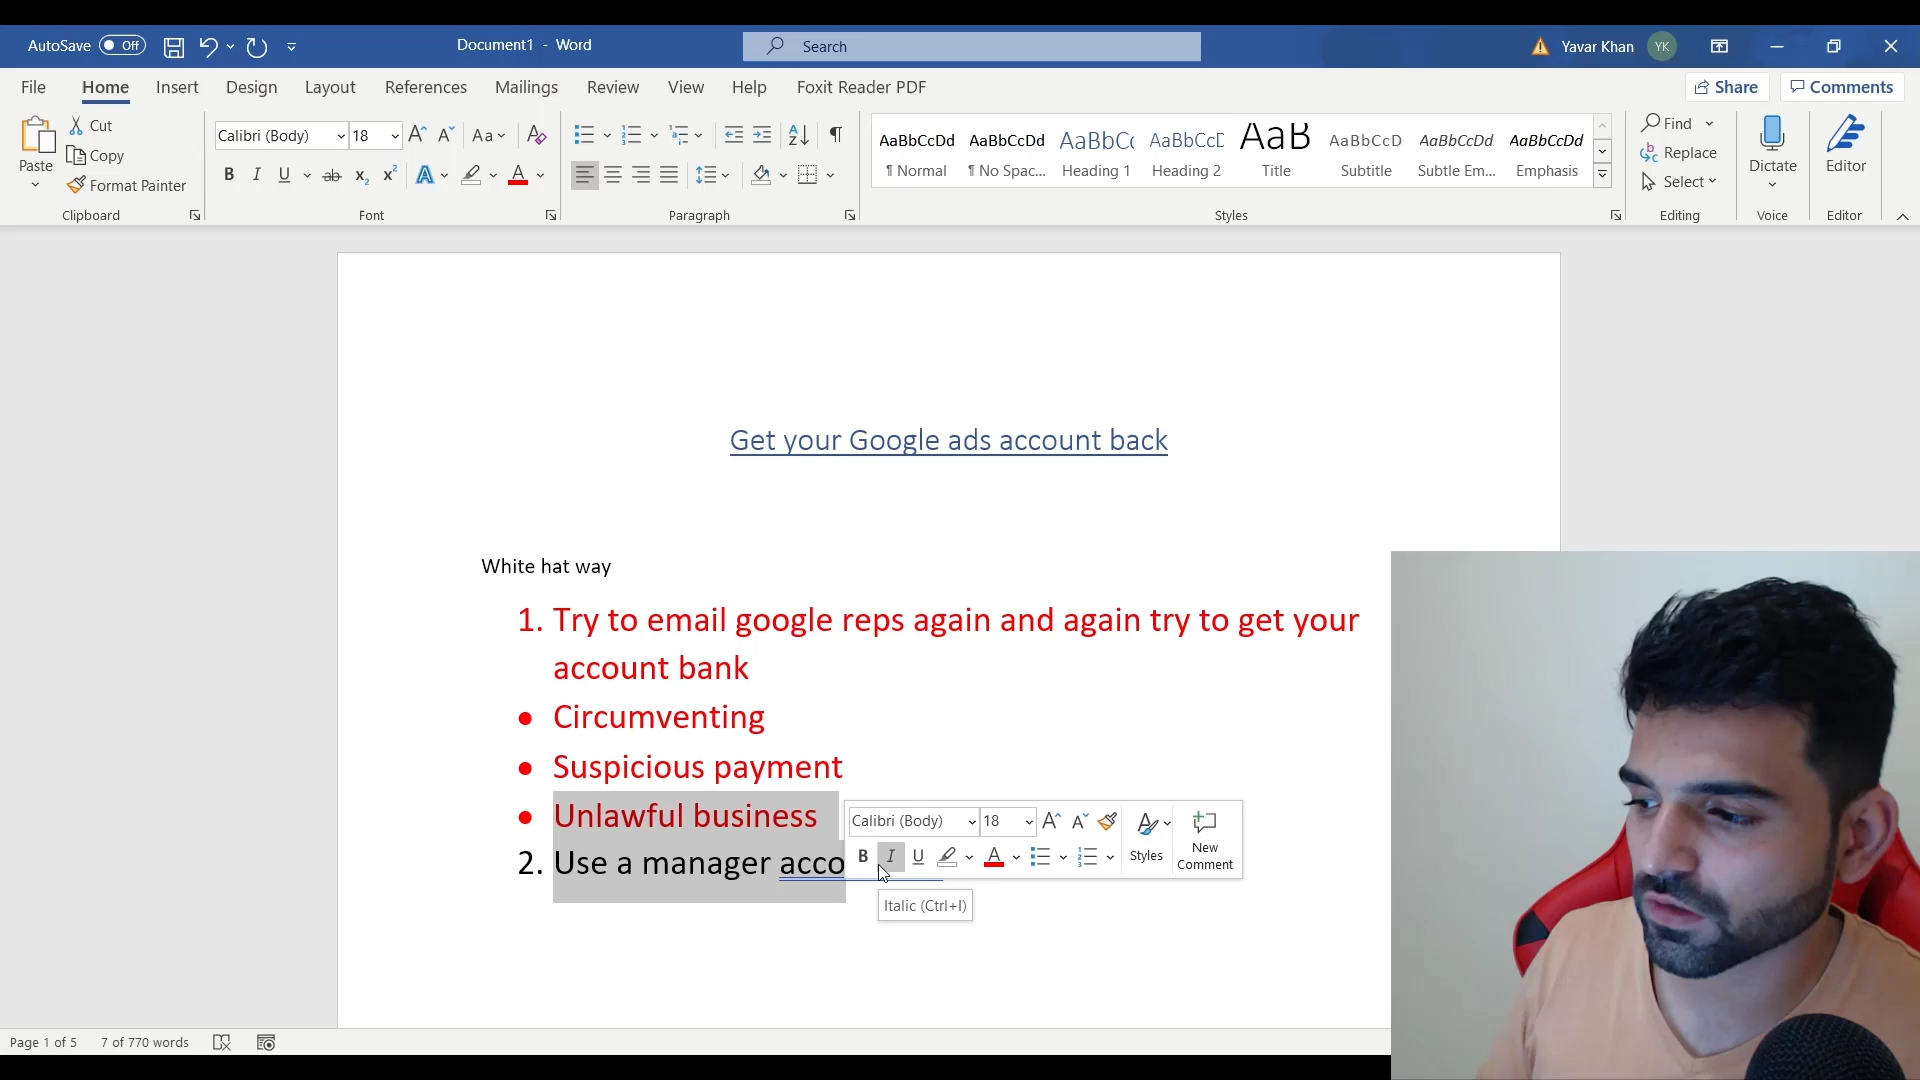 AutoSave Off Document1 - Word Search Yavar Khan YK
File Home Insert Design Layout References Mailings Review View Help Foxit Reader PDF Share Comments
Paste Cut Copy Format Painter
Calibri (Body) 18 Aa
B I U ab x₂ x² A A
AaBbCcDd AaBbCcDd AaBbCc AaBbCcD AaB AaBbCcD AaBbCcDd AaBbCcDd
¶ Normal ¶ No Spac... Heading 1 Heading 2 Title Subtitle Subtle Em... Emphasis
Find Replace Select Dictate Editor
Clipboard Font Paragraph Styles Editing Voice Editor
Get your Google ads account back
White hat way
1. Try to email google reps again and again try to get your
account bank
• Circumventing
• Suspicious payment
• Unlawful business
2. Use a manager acco
Calibri (Body) 18 Styles New
Comment
B I U A
Italic (Ctrl+I)
Page 1 of 5 7 of 770 words